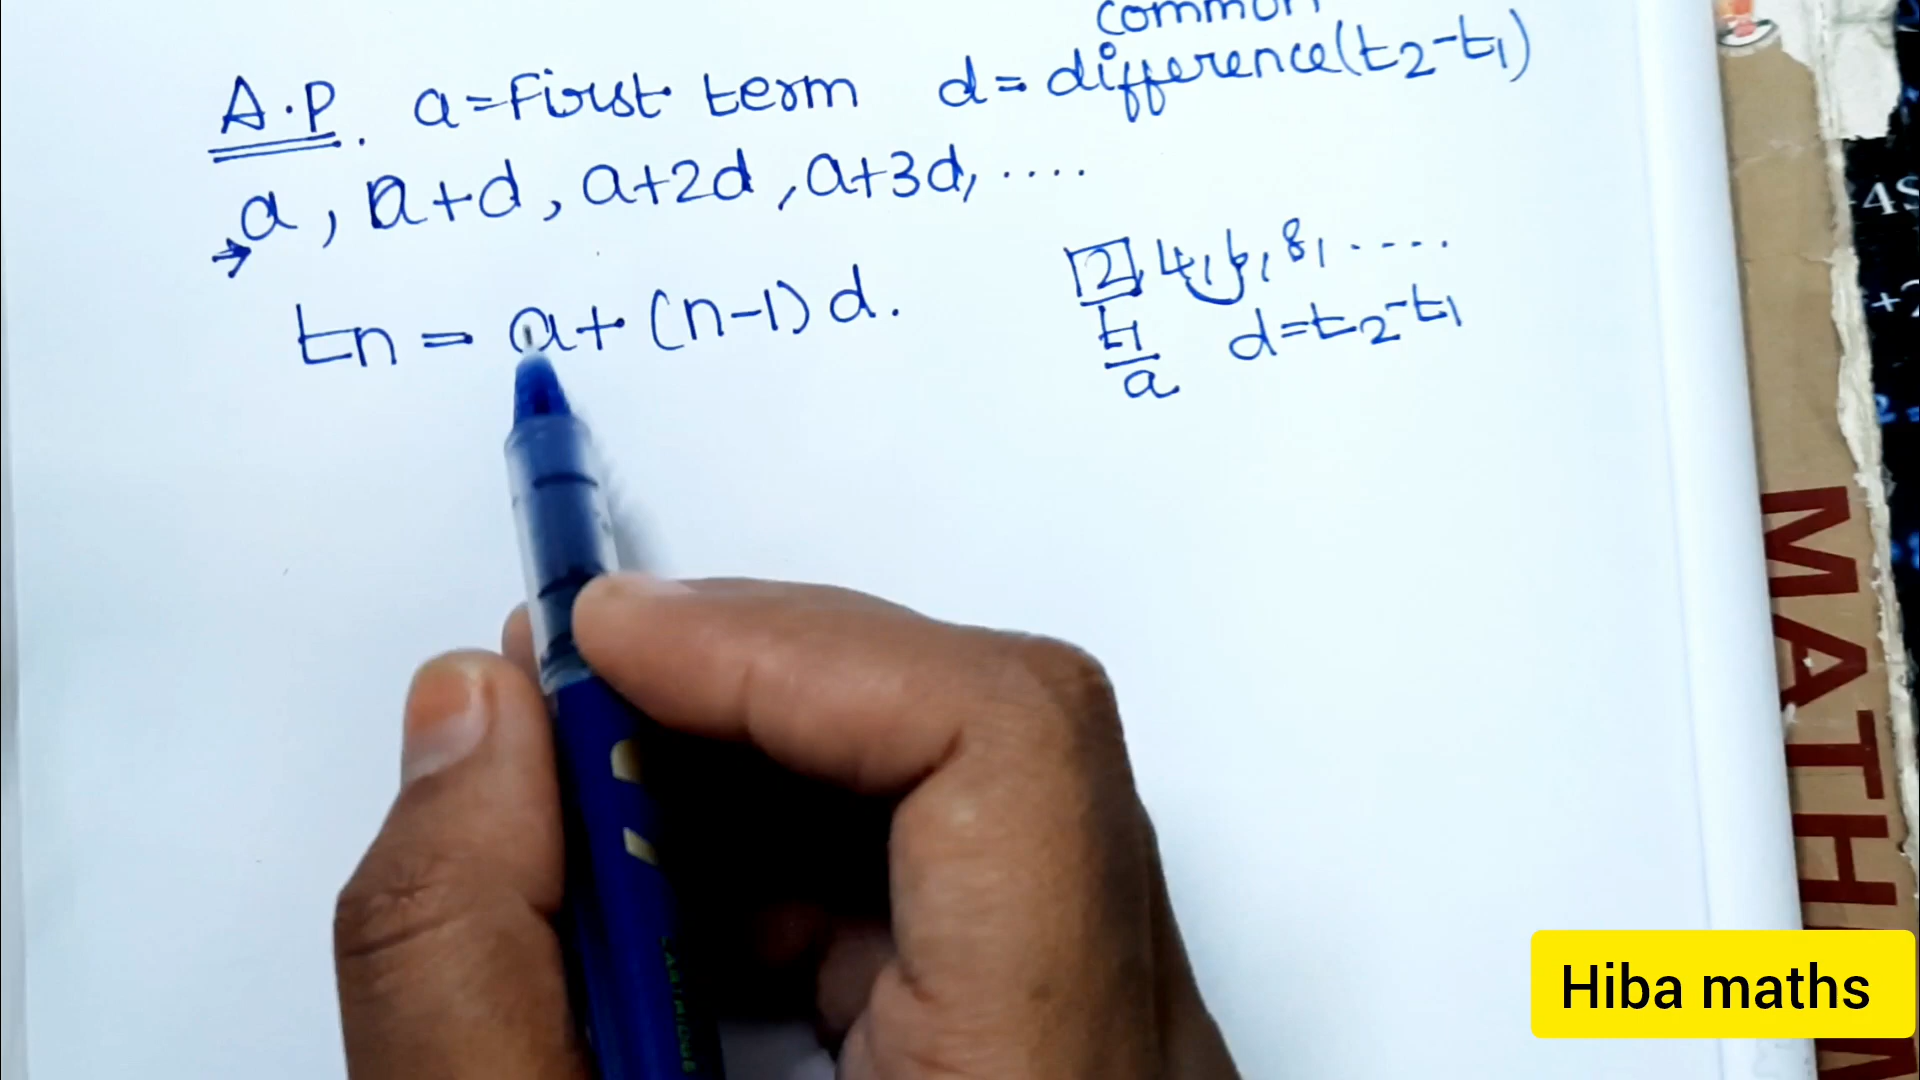 common
A.P. a=First term d=difference(t2-t1)
a, a+d, a+2d, a+3d, ....
2, 4, 6, 8, .....
tn = a+(n-1)d.
t1
a
d=t2-t1
MATH
Hiba maths